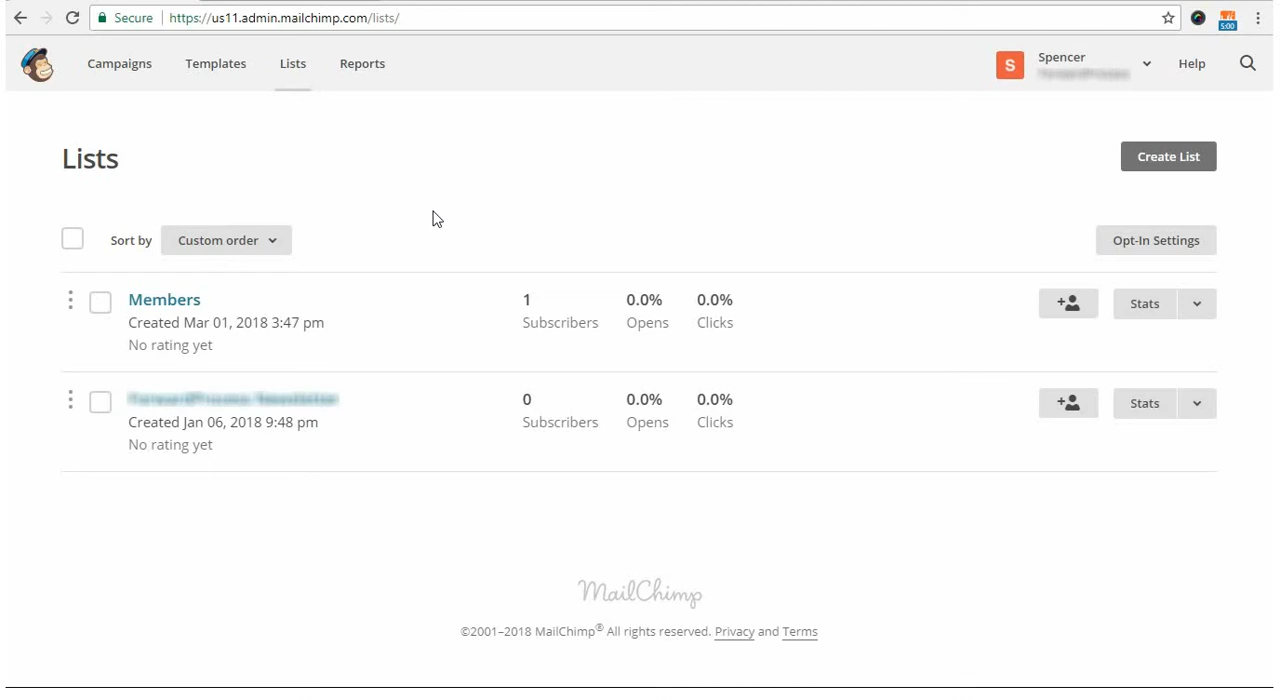 Secure https://us11.admin.mailchimp.com/lists/
5:00
Campaigns Templates Lists Reports
S Spencer Help
Lists
Create List
Sort by Custom order Opt-In Settings
Members 1 0.0% 0.0% Stats
Created Mar 01, 2018 3:47 pm Subscribers Opens Clicks
No rating yet
0 0.0% 0.0% Stats
Created Jan 06, 2018 9:48 pm Subscribers Opens Clicks
No rating yet
MailChimp
©2001–2018 MailChimp® All rights reserved. Privacy and Terms